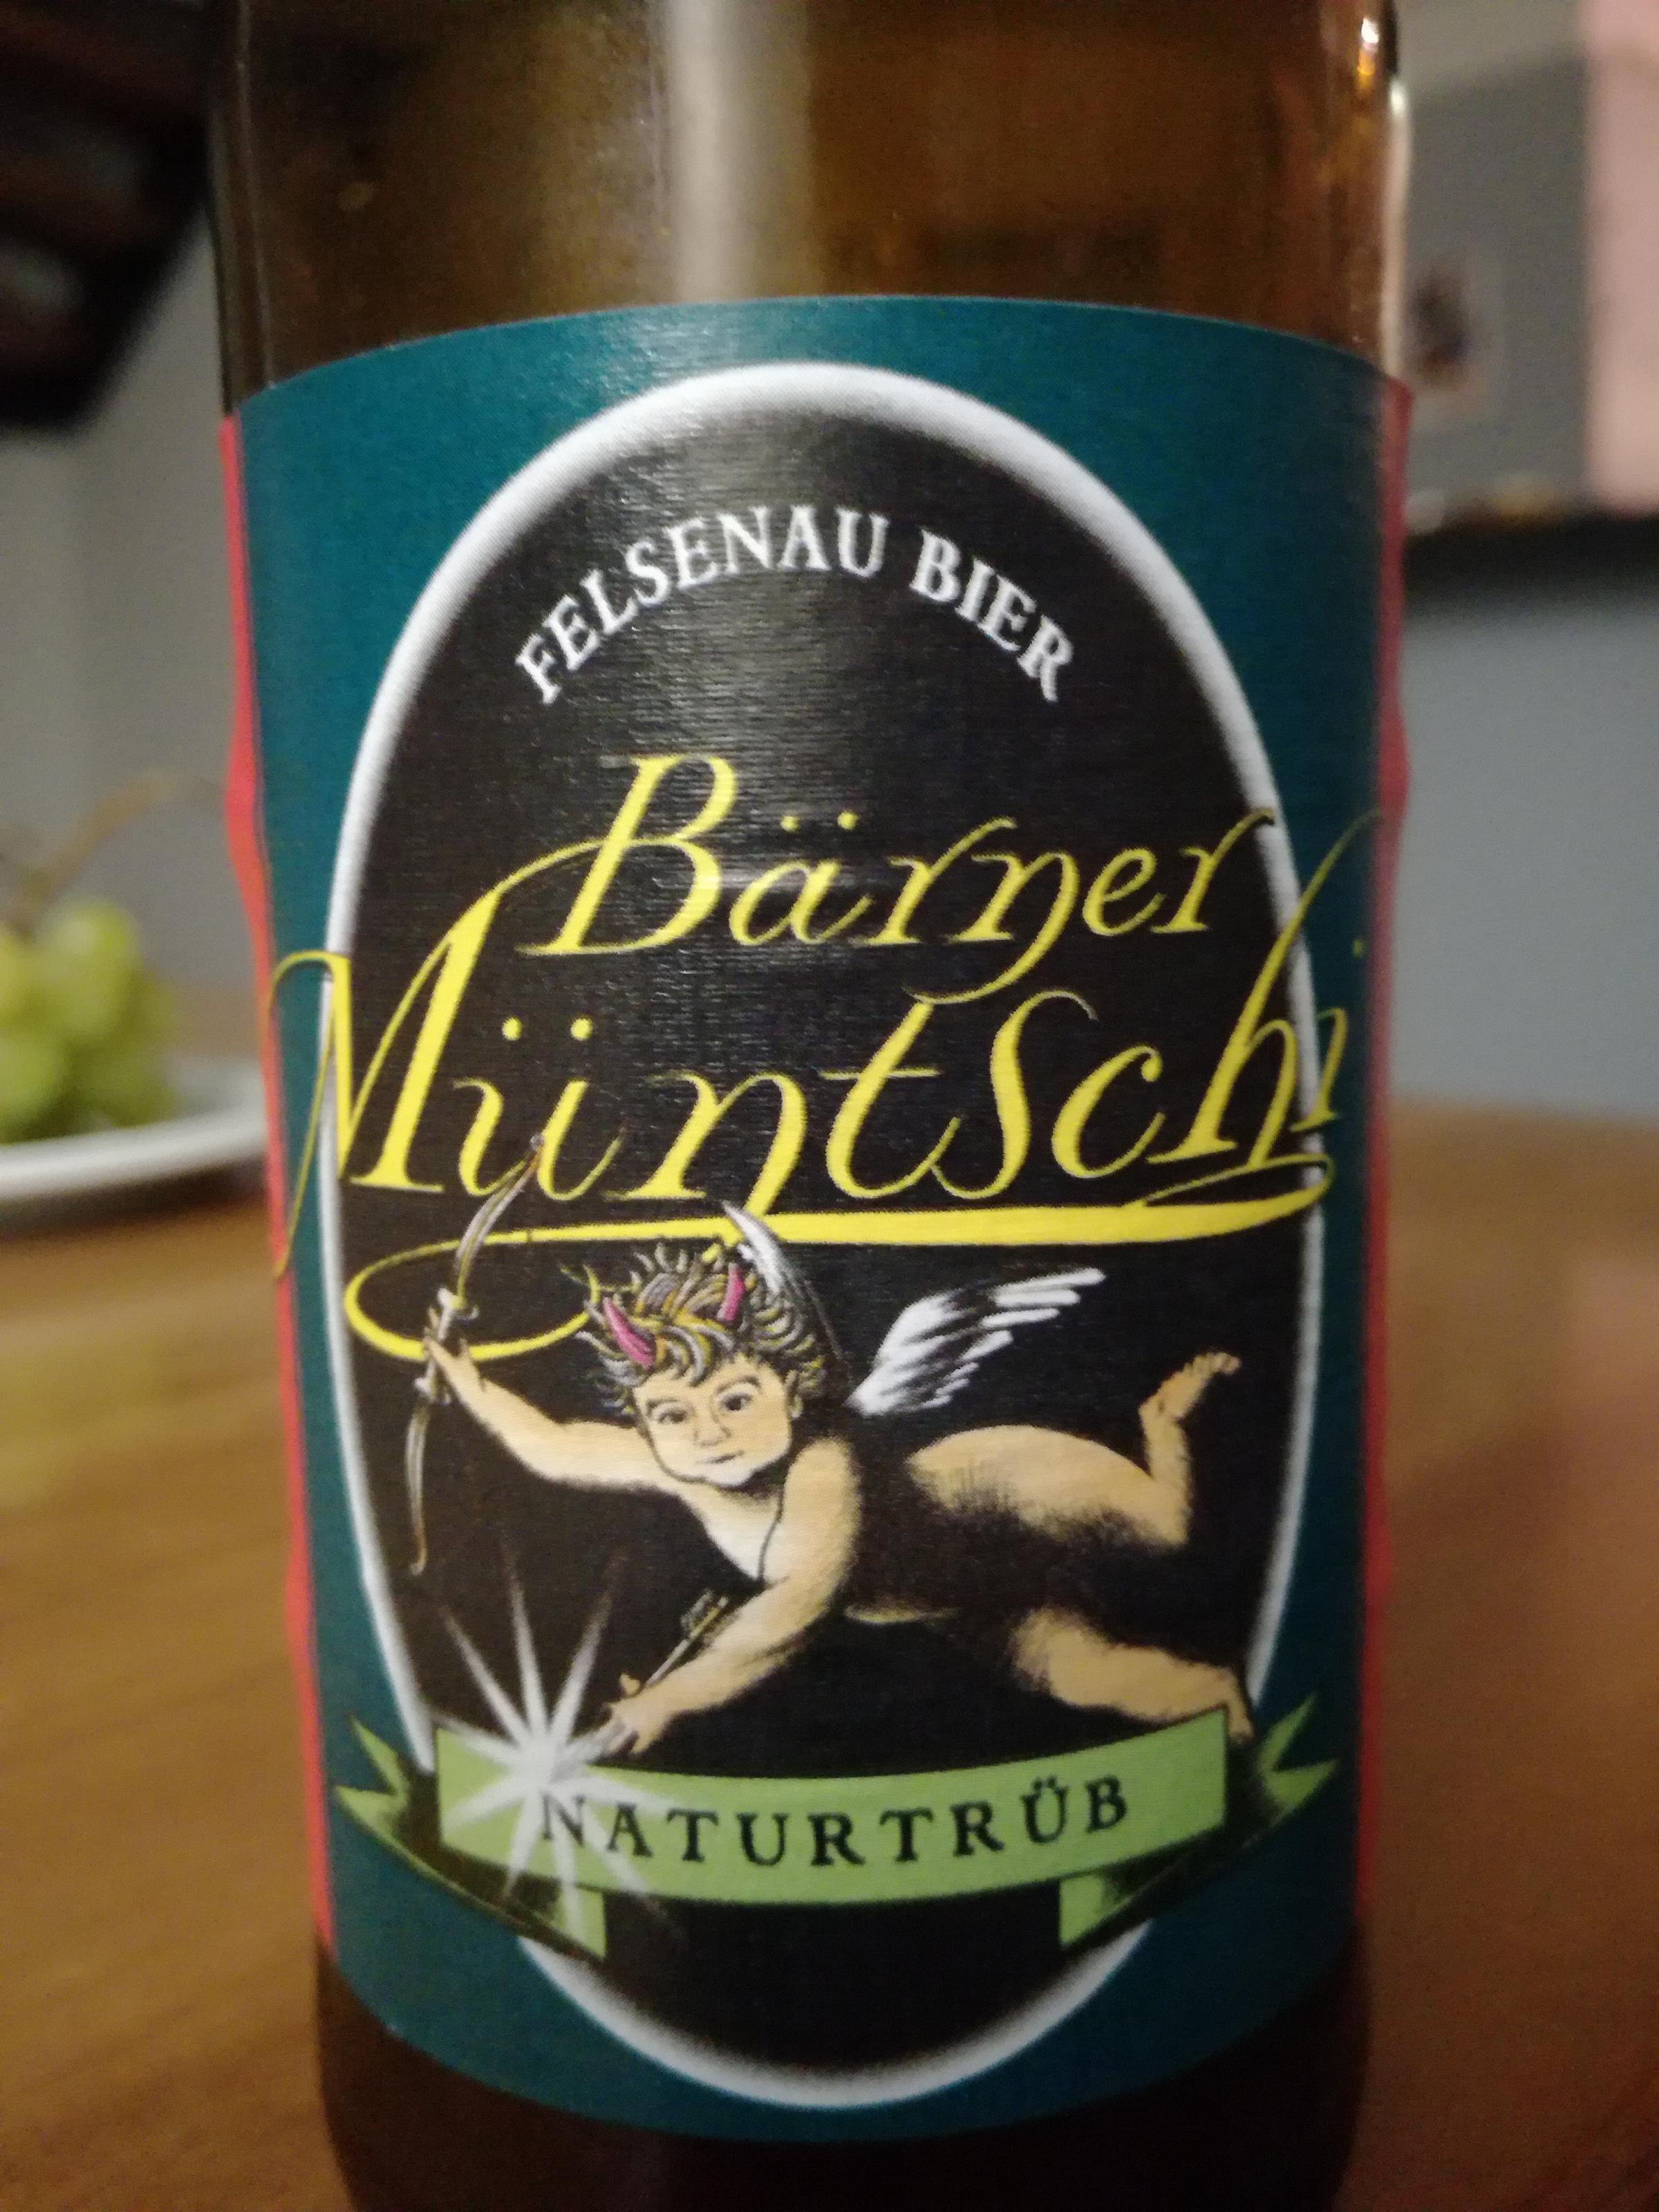 FELSENAU BIER
Bärner
Müntschi
NATURTRÜB